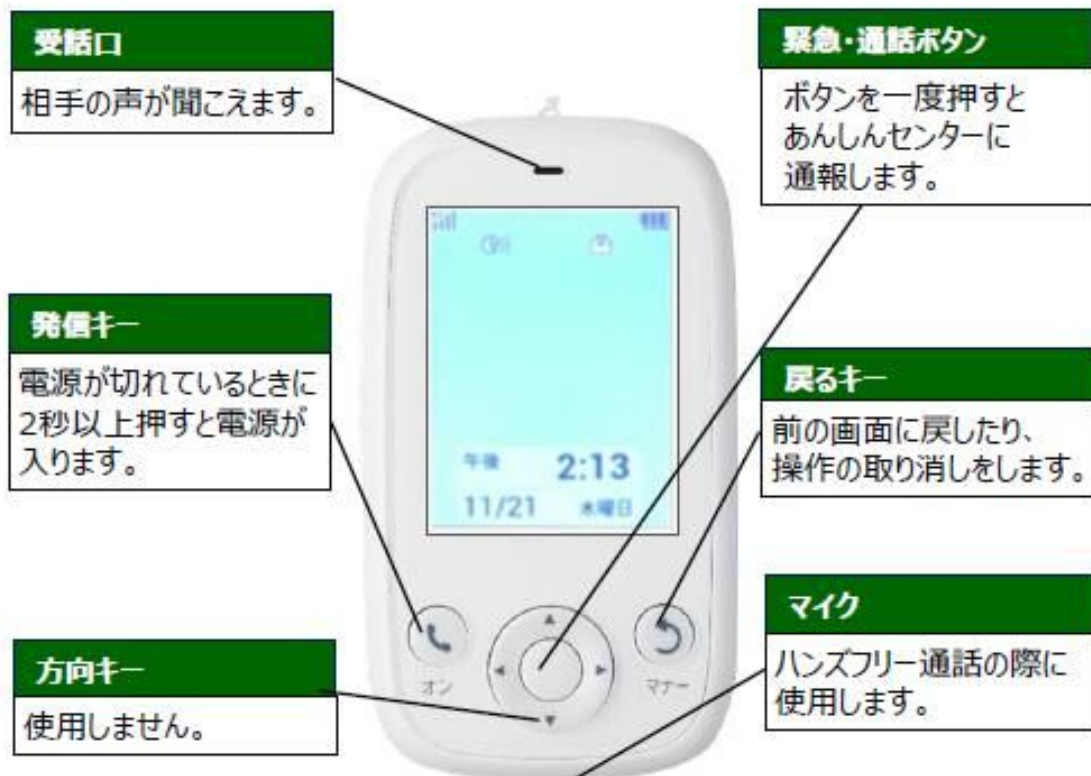 受話口
相手の声が聞こえます。
緊急・通話ボタン
ボタンを一度押すと
あんしんセンターに
通報します。
発信キー
電源が切れているときに
2秒以上押すと電源が
入ります。
戻るキー
前の画面に戻したり、
操作の取り消しをします。
午後 2:13
11/21 水曜日
オン
マナー
方向キー
使用しません。
マイク
ハンズフリー通話の際に
使用します。